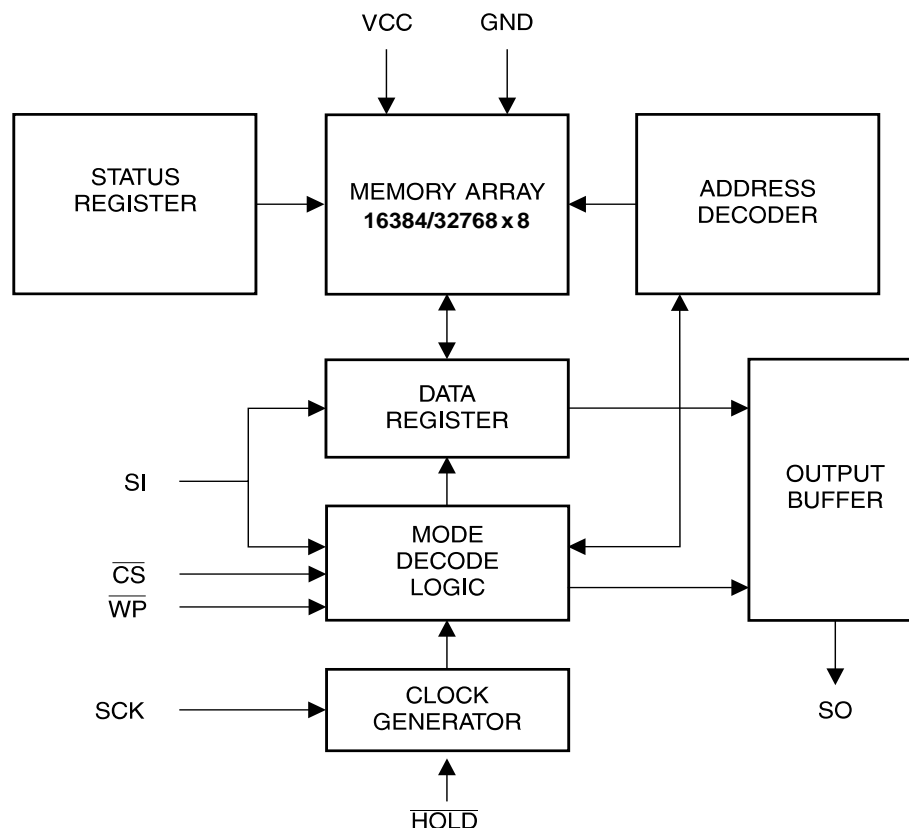 VCC
GND
STATUS
REGISTER
MEMORY ARRAY
16384/32768 x 8
ADDRESS
DECODER
DATA
REGISTER
SI
OUTPUT
BUFFER
MODE
DECODE
LOGIC
CS
WP
SCK
CLOCK
GENERATOR
SO
HOLD